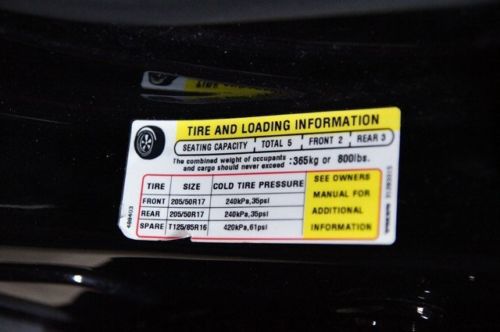 TIRE AND LOADING INFORMATION
SEATING CAPACITY TOTAL 5 FRONT 2 REAR 3
The combined weight of occupants and cargo should never exceed :365kg or 800lbs.
TIRE SIZE COLD TIRE PRESSURE
FRONT 205/50R17 240kPa,35psi
REAR 205/50R17 240kPa,35psi
SPARE T125/85R16 420kPa,61psi
SEE OWNERS
MANUAL FOR
ADDITIONAL
INFORMATION